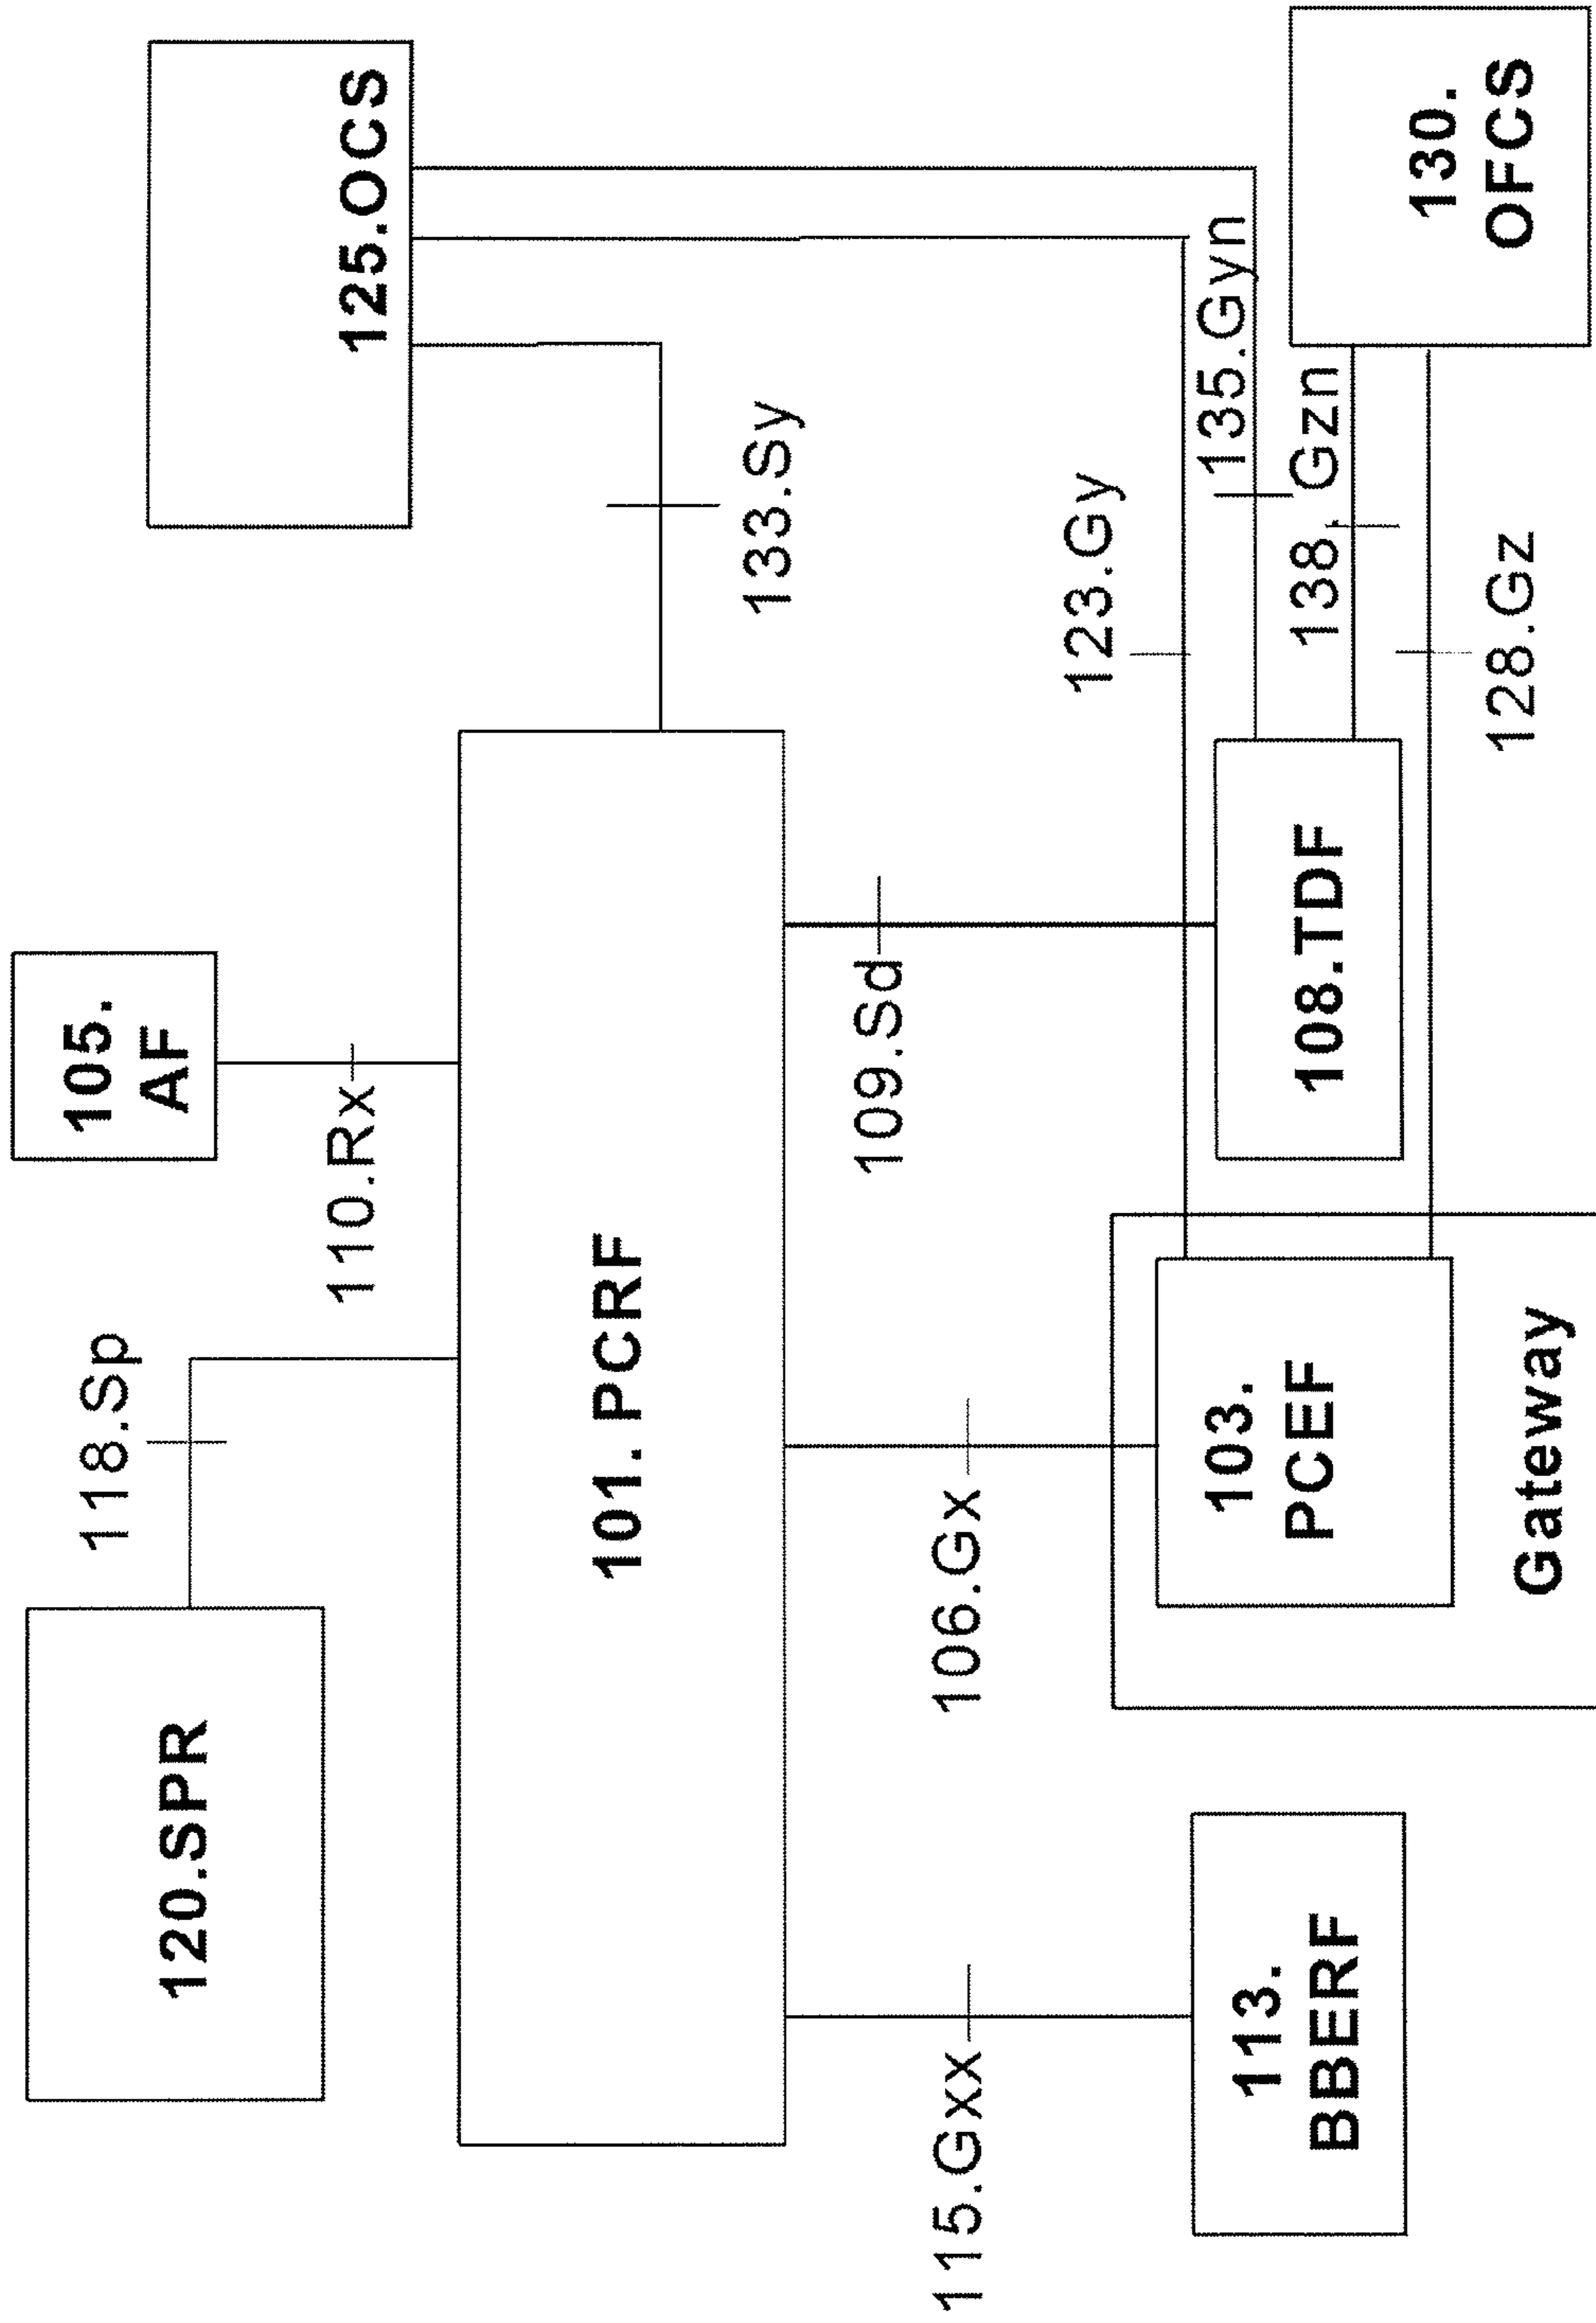 120.SPR
118.Sp
105.
AF
110.Rx
125.OCS
101. PCRF
133.Sy
115.Gxx
106.Gx
109.Sd
123.Gy
135.Gyn
138. Gzn
128.Gz
113.
BBERF
103.
PCEF
Gateway
108.TDF
130.
OFCS